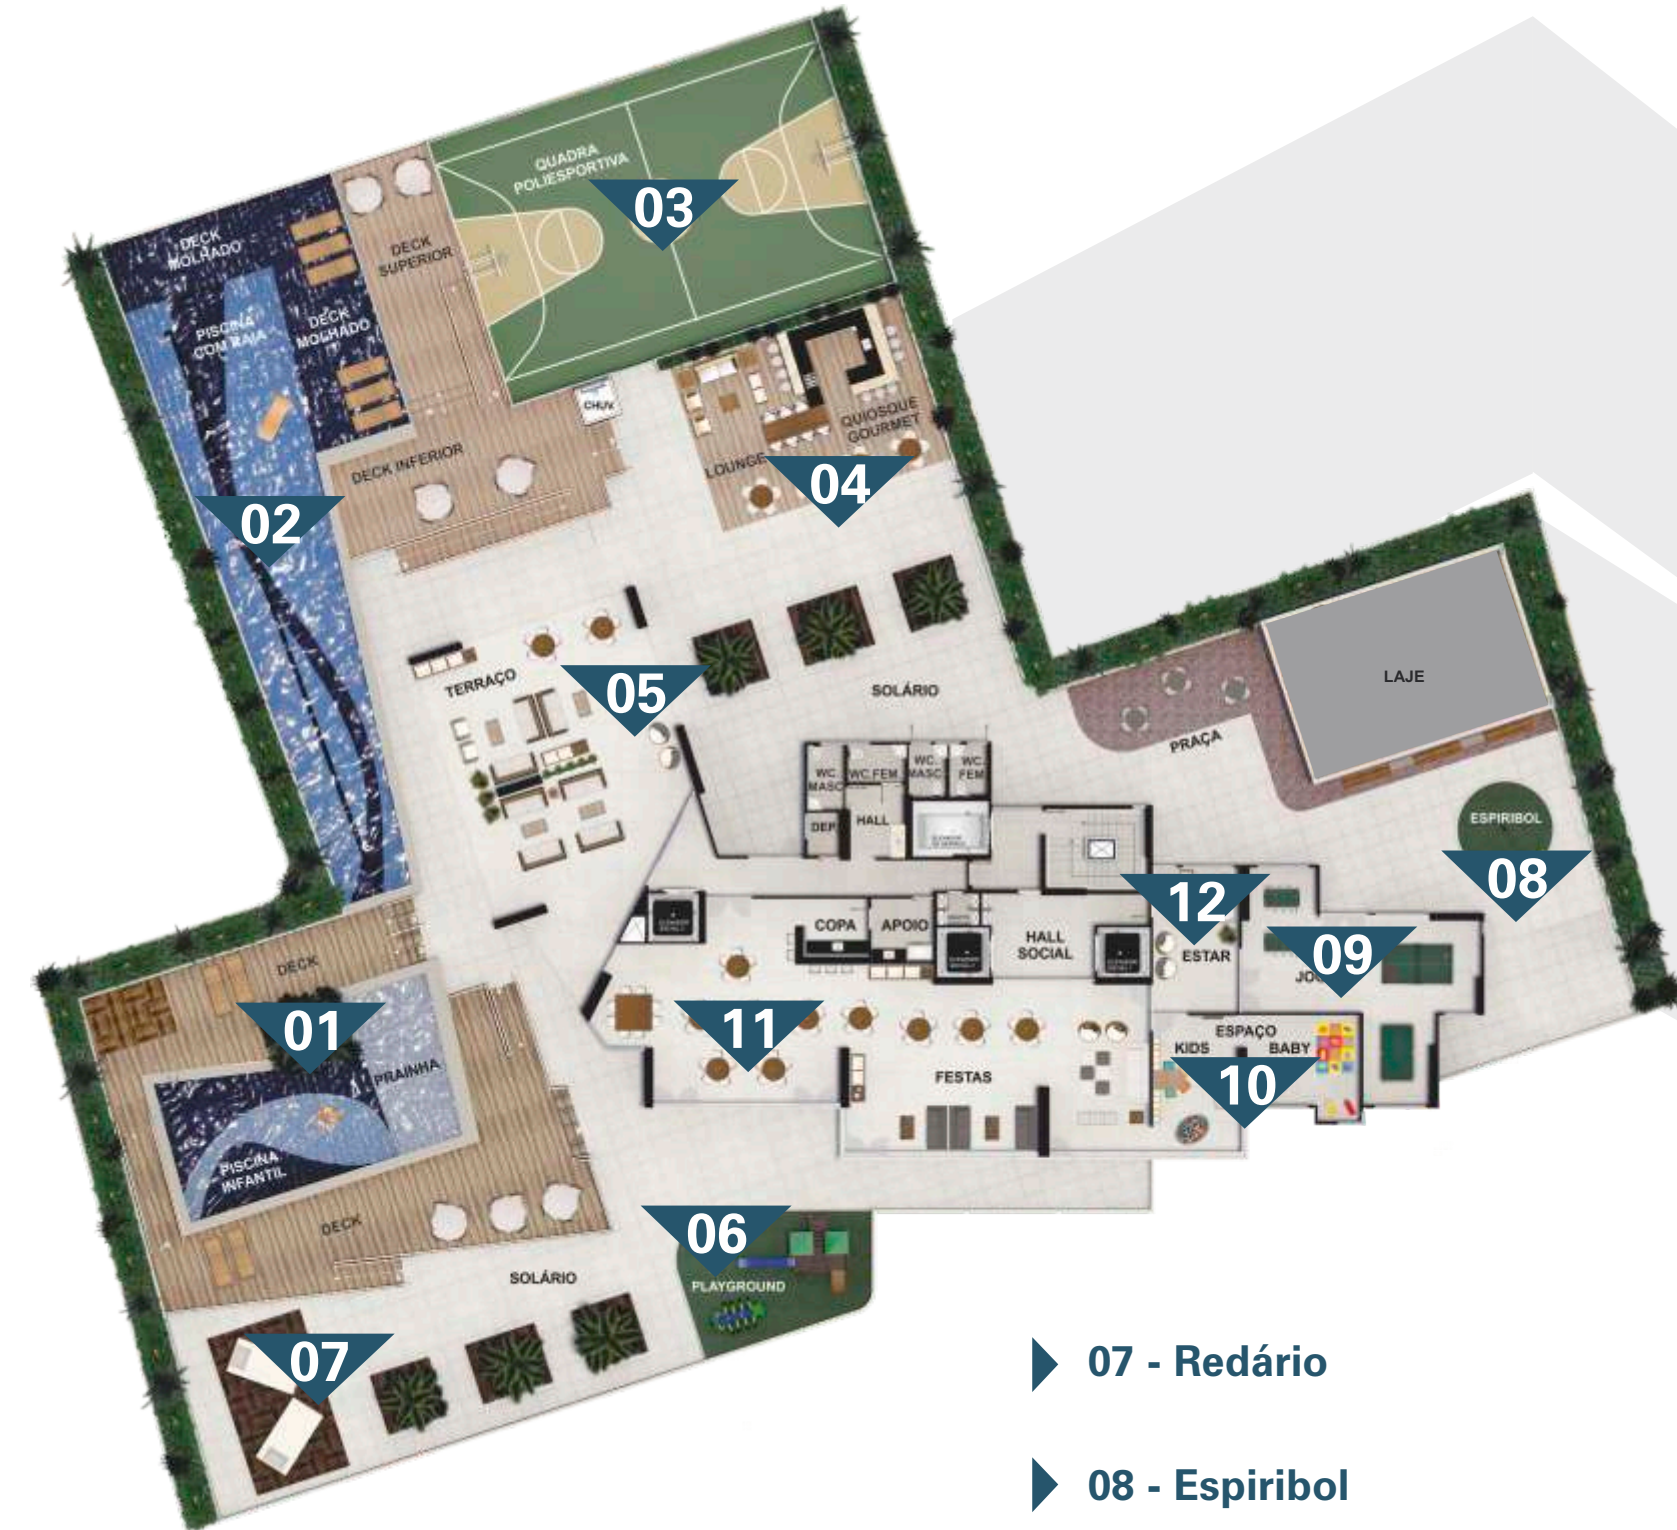 QUADRA
POLIESPORTIVA
03
DECK
MOLHADO
DECK
SUPERIOR
PISCINA
COM RAIA
DECK
MOLHADO
CHUV
QUIOSQUE
GOURMET
LOUNGE
04
DECK INFERIOR
02
TERRAÇO
05
SOLÁRIO
LAJE
PRAÇA
WC.
MASC
WC.FEM
WC.
MASC
WC.
FEM
DEP
HALL
ESPIRIBOL
08
12
COPA
APOIO
HALL
SOCIAL
ESTAR
09
DECK
01
PRAINHA
11
ESPAÇO
KIDS
BABY
10
FESTAS
PISCINA
INFANTIL
DECK
06
PLAYGROUND
SOLÁRIO
07
07 - Redário
08 - Espiribol